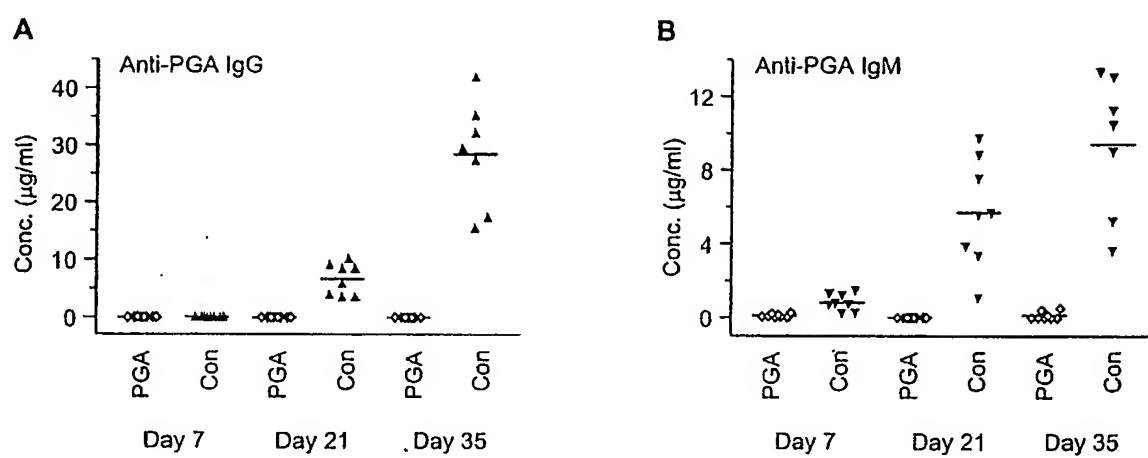 A
Anti-PGA IgG
Conc. (µg/ml)
40
30
20
10
0
PGA
Con
PGA
Con
PGA
Con
Day 7
Day 21
Day 35
B
Anti-PGA IgM
Conc. (µg/ml)
12
8
4
0
PGA
Con
PGA
Con
PGA
Con
Day 7
Day 21
Day 35